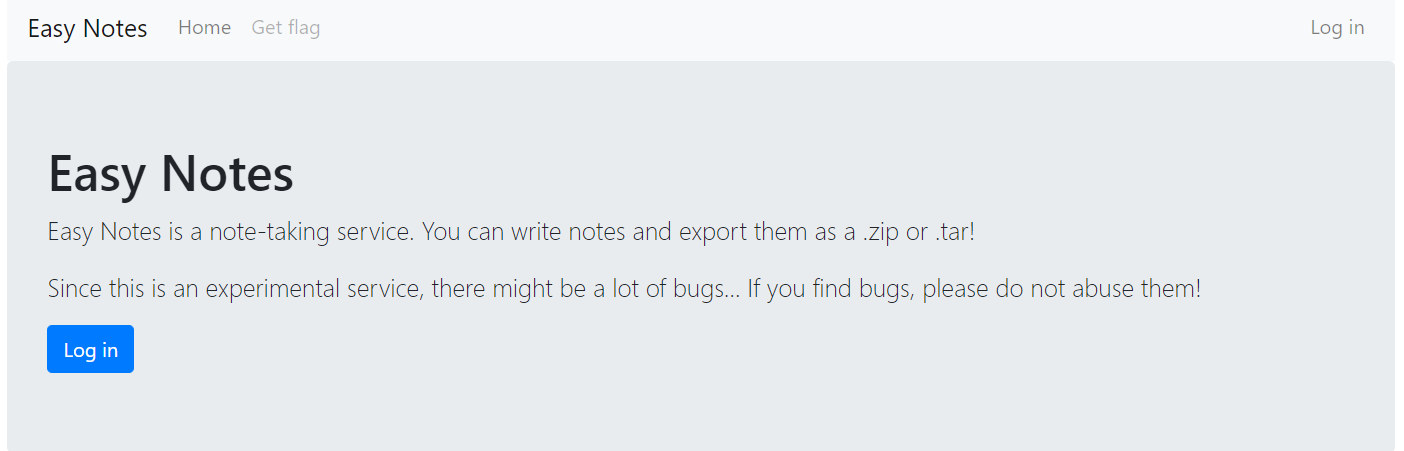 Easy Notes Home Get flag Log in
Easy Notes
Easy Notes is a note-taking service. You can write notes and export them as a .zip or .tar!
Since this is an experimental service, there might be a lot of bugs... If you find bugs, please do not abuse them!
Log in